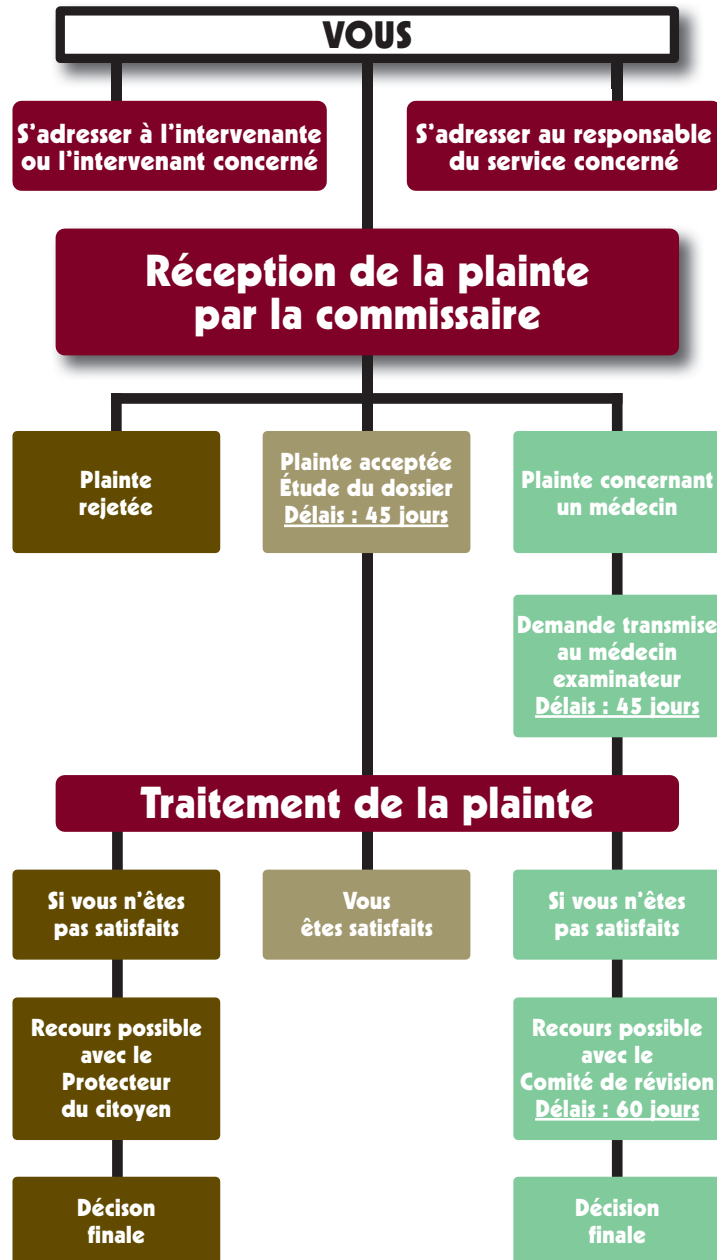 VOUS
S'adresser à l'intervenante
ou l'intervenant concerné
S'adresser au responsable
du service concerné
Réception de la plainte
par la commissaire
Plainte
rejetée
Plainte acceptée
Étude du dossier
Délais : 45 jours
Plainte concernant
un médecin
Demande transmise
au médecin
examinateur
Délais : 45 jours
Traitement de la plainte
Si vous n'êtes
pas satisfaits
Vous
êtes satisfaits
Si vous n'êtes
pas satisfaits
Recours possible
avec le
Protecteur
du citoyen
Recours possible
avec le
Comité de révision
Délais : 60 jours
Décison
finale
Décision
finale